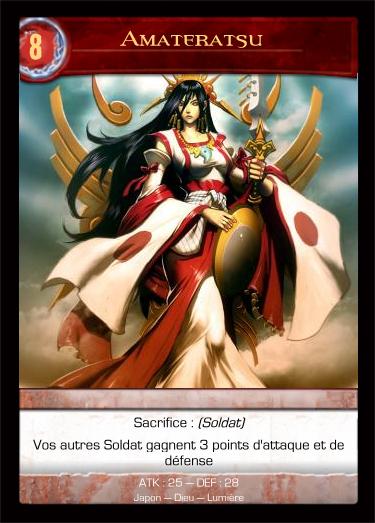 8
Amateratsu
Sacrifice : (Soldat)
Vos autres Soldat gagnent 3 points d'attaque et de
défense
ATK : 25 — DEF : 28
Japon — Dieu — Lumière